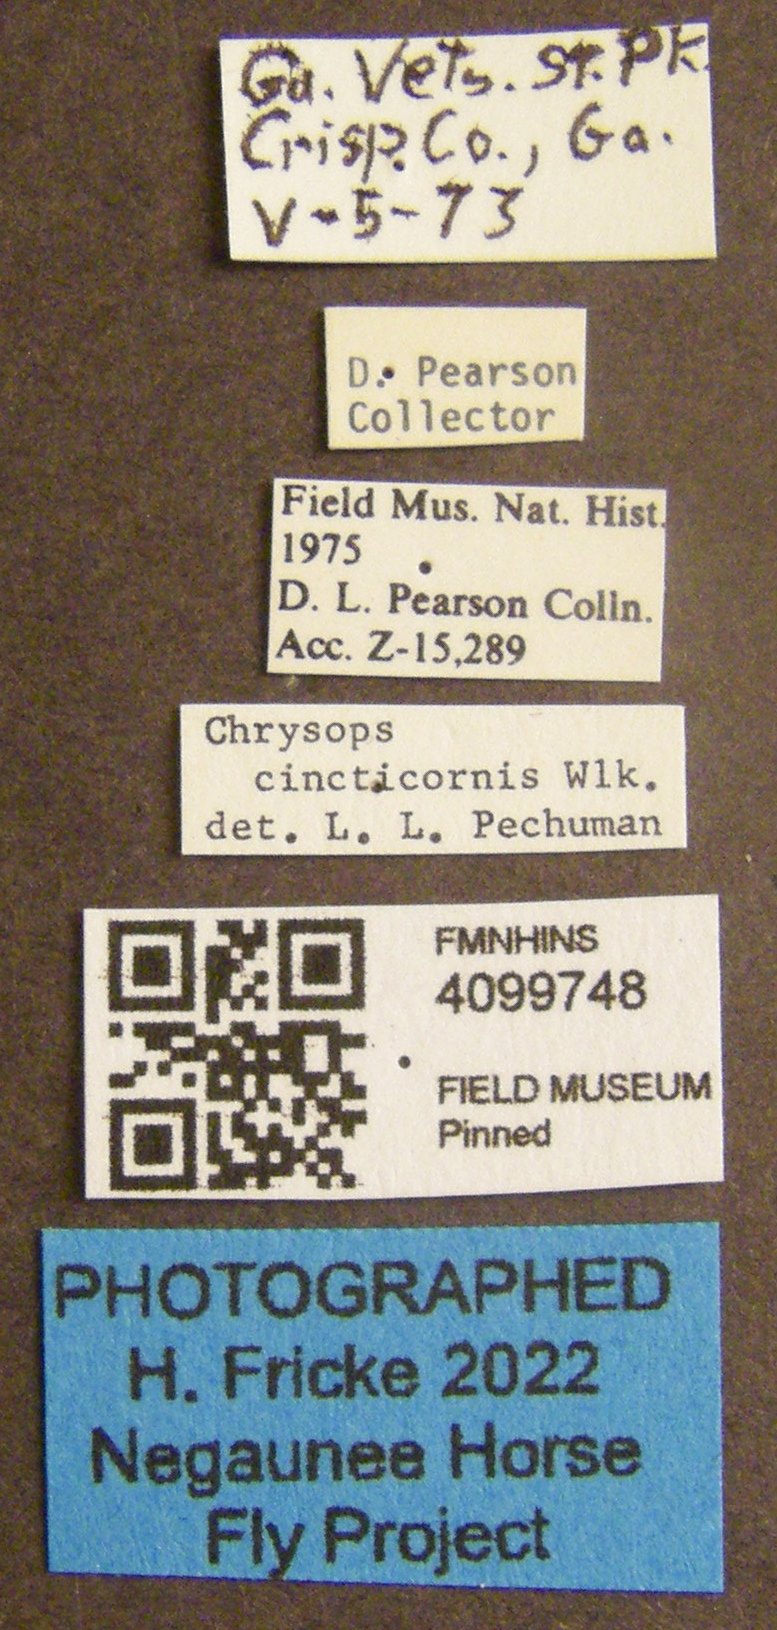 Ga. Vets. St. Pk.
Crisp. Co., Ga.
V-5-73
D. Pearson
Collector
Field Mus. Nat. Hist.
1975
D. L. Pearson Colln.
Acc. Z-15,289
Chrysops
cincticornis Wlk.
det. L. L. Pechuman
FMNHINS
4099748
FIELD MUSEUM
Pinned
PHOTOGRAPHED
H. Fricke 2022
Negaunee Horse
Fly Project